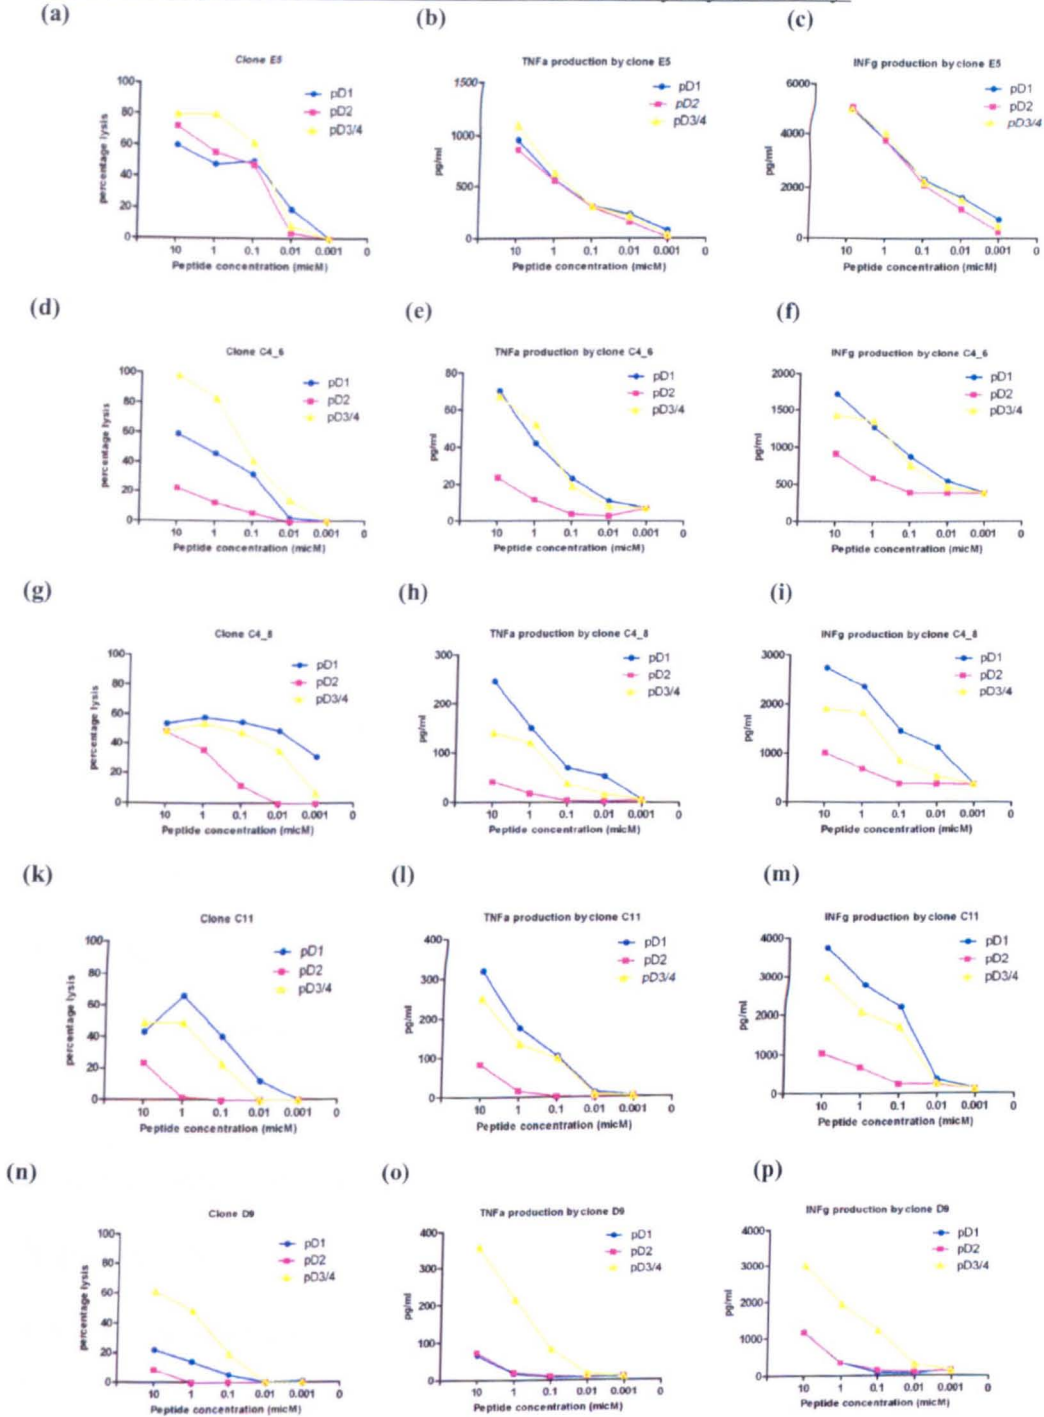 (a)
(b)
(c)
Clone E5
100
80
60
40
20
0
percentage lysis
10 1 0.1 0.01 0.001 0
Peptide concentration (micM)
pD1
pD2
pD3/4
TNFa production by clone E5
1500
1000
500
0
pg/ml
10 1 0.1 0.01 0.001 0
Peptide concentration (micM)
pD1
pD2
pD3/4
INFg production by clone E5
6000
4000
2000
0
pg/ml
10 1 0.1 0.01 0.001 0
Peptide concentration (micM)
pD1
pD2
pD3/4
(d)
(e)
(f)
Clone C4_6
100
80
60
40
20
0
percentage lysis
10 1 0.1 0.01 0.001 0
Peptide concentration (micM)
pD1
pD2
pD3/4
TNFa production by clone C4_6
80
60
40
20
0
pg/ml
10 1 0.1 0.01 0.001 0
Peptide concentration (micM)
pD1
pD2
pD3/4
INFg production by clone C4_6
2000
1500
1000
500
0
pg/ml
10 1 0.1 0.01 0.001 0
Peptide concentration (micM)
pD1
pD2
pD3/4
(g)
(h)
(i)
Clone C4_8
100
80
60
40
20
0
percentage lysis
10 1 0.1 0.01 0.001 0
Peptide concentration (micM)
pD1
pD2
pD3/4
TNFa production by clone C4_8
300
200
100
0
pg/ml
10 1 0.1 0.01 0.001 0
Peptide concentration (micM)
pD1
pD2
pD3/4
INFg production by clone C4_8
3000
2000
1000
0
pg/ml
10 1 0.1 0.01 0.001 0
Peptide concentration (micM)
pD1
pD2
pD3/4
(k)
(l)
(m)
Clone C11
100
80
60
40
20
0
percentage lysis
10 1 0.1 0.01 0.001 0
Peptide concentration (micM)
pD1
pD2
pD3/4
TNFa production by clone C11
400
300
200
100
0
pg/ml
10 1 0.1 0.01 0.001 0
Peptide concentration (micM)
pD1
pD2
pD3/4
INFg production by clone C11
4000
3000
2000
1000
0
pg/ml
10 1 0.1 0.01 0.001 0
Peptide concentration (micM)
pD1
pD2
pD3/4
(n)
(o)
(p)
Clone D9
100
80
60
40
20
0
percentage lysis
10 1 0.1 0.01 0.001 0
Peptide concentration (micM)
pD1
pD2
pD3/4
TNFa production by clone D9
400
300
200
100
0
pg/ml
10 1 0.1 0.01 0.001 0
Peptide concentration (micM)
pD1
pD2
pD3/4
INFg production by clone D9
4000
3000
2000
1000
0
pg/ml
10 1 0.1 0.01 0.001 0
Peptide concentration (micM)
pD1
pD2
pD3/4